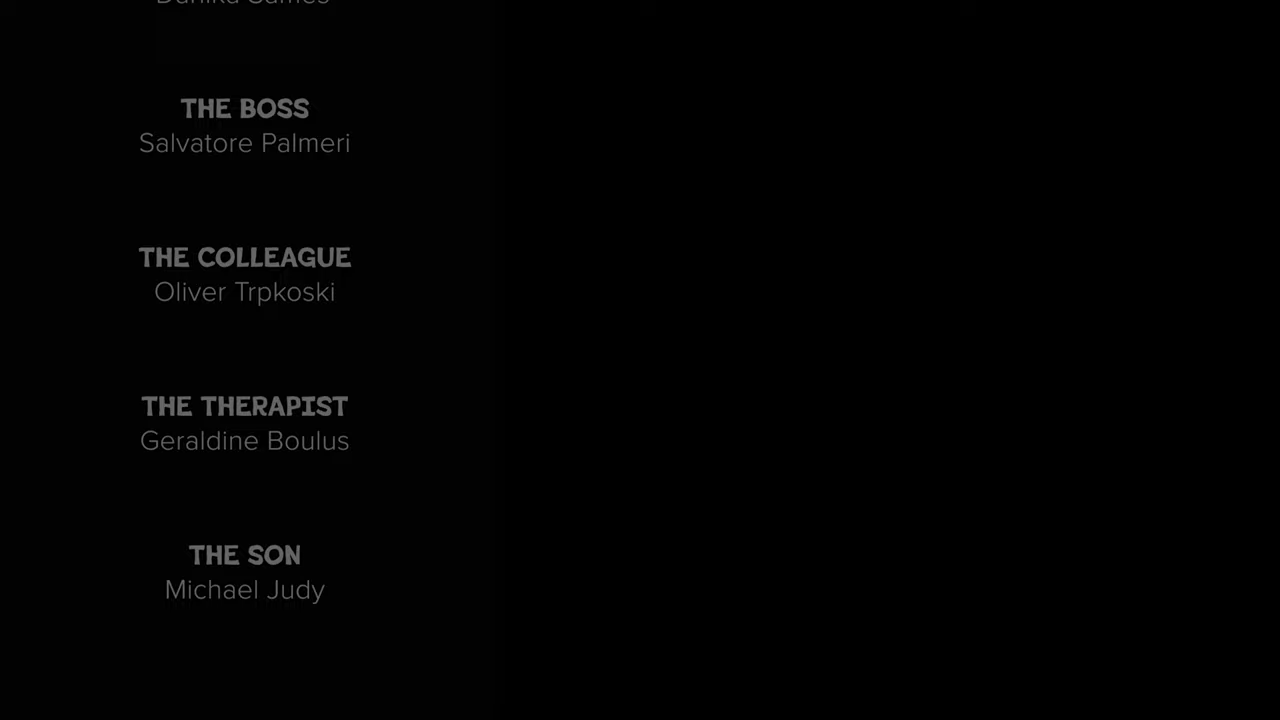 THE BOSS
Salvatore Palmeri
THE COLLEAGUE
Oliver Trpkoski
THE THERAPIST
Geraldine Boulus
THE SON
Michael Judy